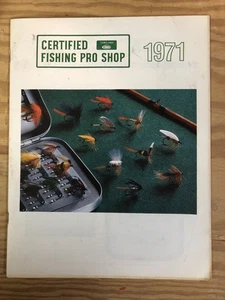 CERTIFIED
FISHING PRO SHOP
1971